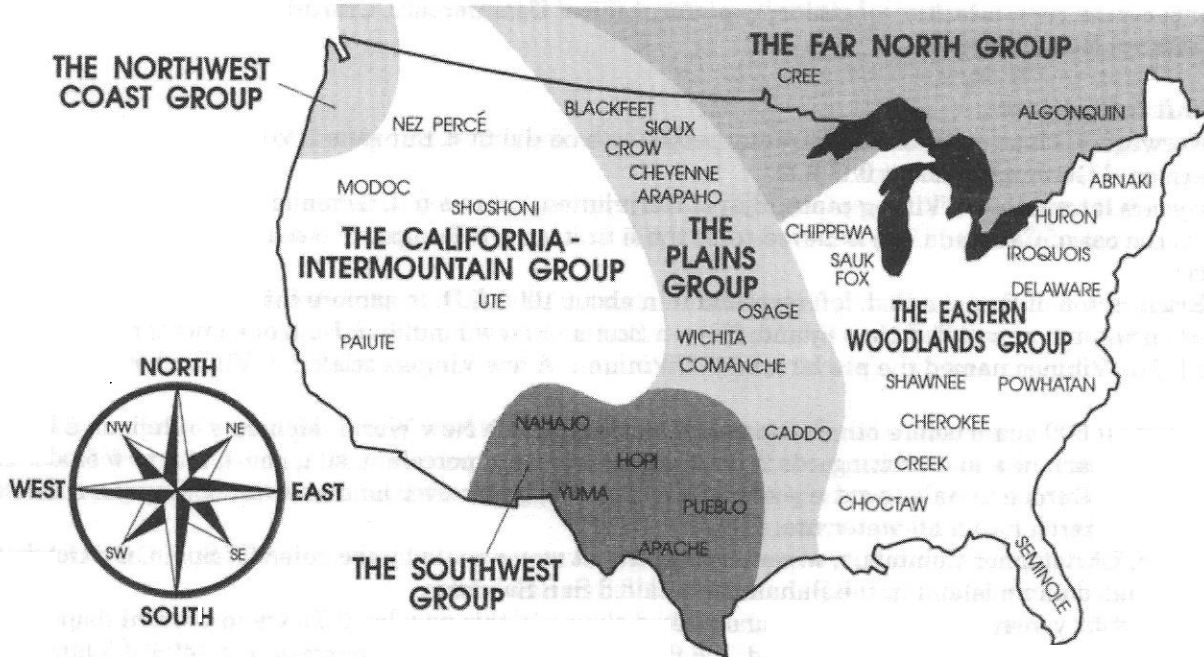 THE FAR NORTH GROUP
CREE
THE NORTHWEST
COAST GROUP
BLACKFEET
ALGONQUIN
NEZ PERCÉ
SIOUX
CROW
CHEYENNE
ABNAKI
MODOC
ARAPAHO
SHOSHONI
HURON
CHIPPEWA
THE CALIFORNIA-
INTERMOUNTAIN GROUP
THE
PLAINS
GROUP
IROQUOIS
SAUK
FOX
DELAWARE
UTE
OSAGE
THE EASTERN
WOODLANDS GROUP
PAIUTE
WICHITA
COMANCHE
SHAWNEE
POWHATAN
NORTH
NW
NE
NAHAJO
CADDO
CHEROKEE
HOPI
CREEK
WEST
EAST
YUMA
PUEBLO
CHOCTAW
SW
SE
APACHE
SEMINOLE
THE SOUTHWEST
GROUP
SOUTH